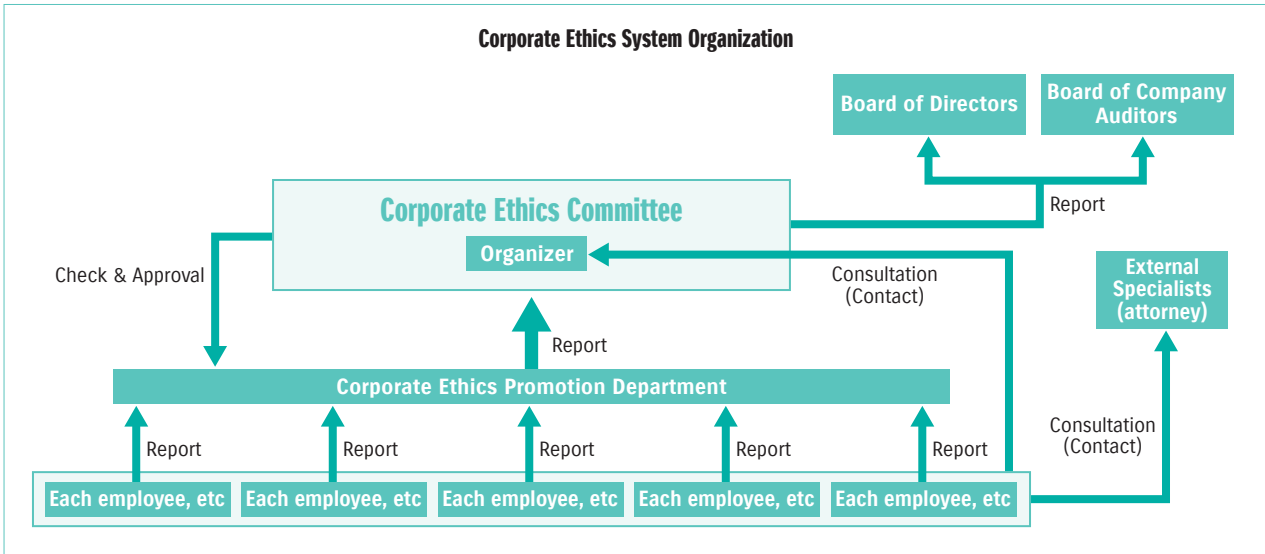 Corporate Ethics System Organization
Board of Directors
Board of Company
Auditors
Report
Corporate Ethics Committee
Organizer
Check & Approval
Consultation
(Contact)
External
Specialists
(attorney)
Report
Corporate Ethics Promotion Department
Consultation
(Contact)
Report
Report
Report
Report
Report
Each employee, etc
Each employee, etc
Each employee, etc
Each employee, etc
Each employee, etc